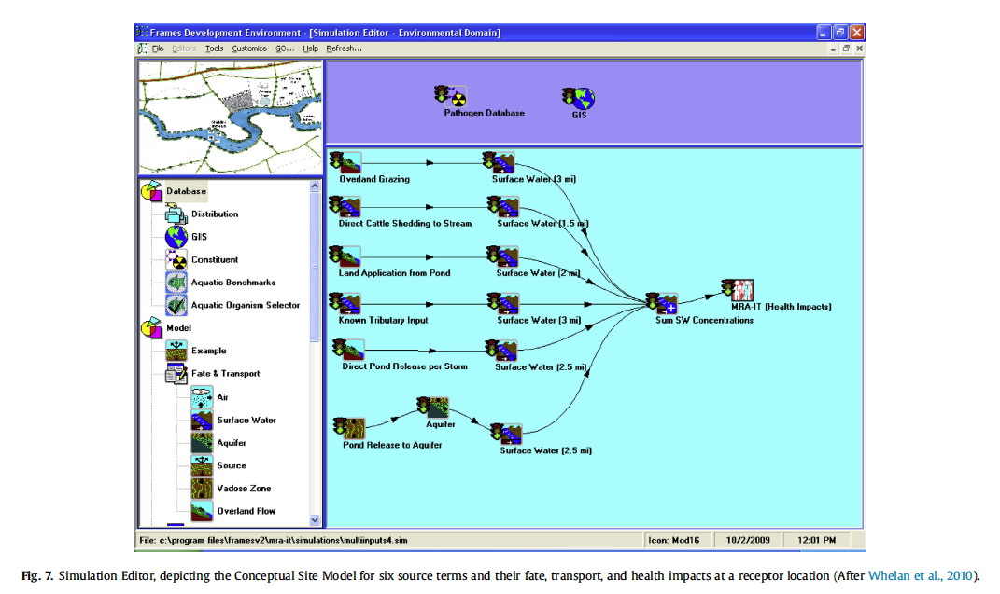 Frames Development Environment - [Simulation Editor - Environmental Domain]
File Editors Tools Customize GO... Help Refresh...
Pathogen Database
GIS
Database
Distribution
GIS
Constituent
Aquatic Benchmarks
Aquatic Organism Selector
Model
Example
Fate & Transport
Air
Surface Water
Aquifer
Source
Vadose Zone
Overland Flow
Overland Grazing
Surface Water (3 mi)
Direct Cattle Shedding to Stream
Surface Water (1.5 mi)
Land Application from Pond
Surface Water (2 mi)
Known Tributary Input
Surface Water (3 mi)
Direct Pond Release per Storm
Surface Water (2.5 mi)
Pond Release to Aquifer
Aquifer
Surface Water (2.5 mi)
Sum SW Concentrations
MRA-IT (Health Impacts)
File: c:\program files\framesv2\mra-it\simulations\multiinputs4.sim
Icon: Mod16
10/2/2009
12:01 PM
Fig. 7. Simulation Editor, depicting the Conceptual Site Model for six source terms and their fate, transport, and health impacts at a receptor location (After Whelan et al., 2010).